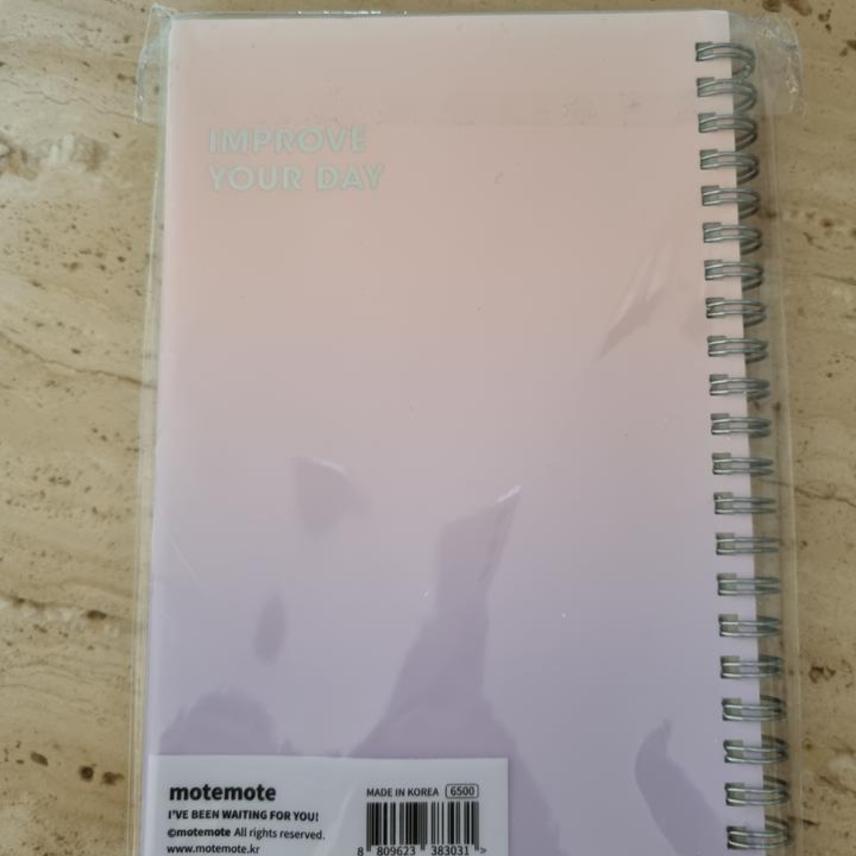 IMPROVE
YOUR DAY
motemote
MADE IN KOREA 6500
I'VE BEEN WAITING FOR YOU!
©motemote All rights reserved.
www.motemote.kr
8 809623 383031 >